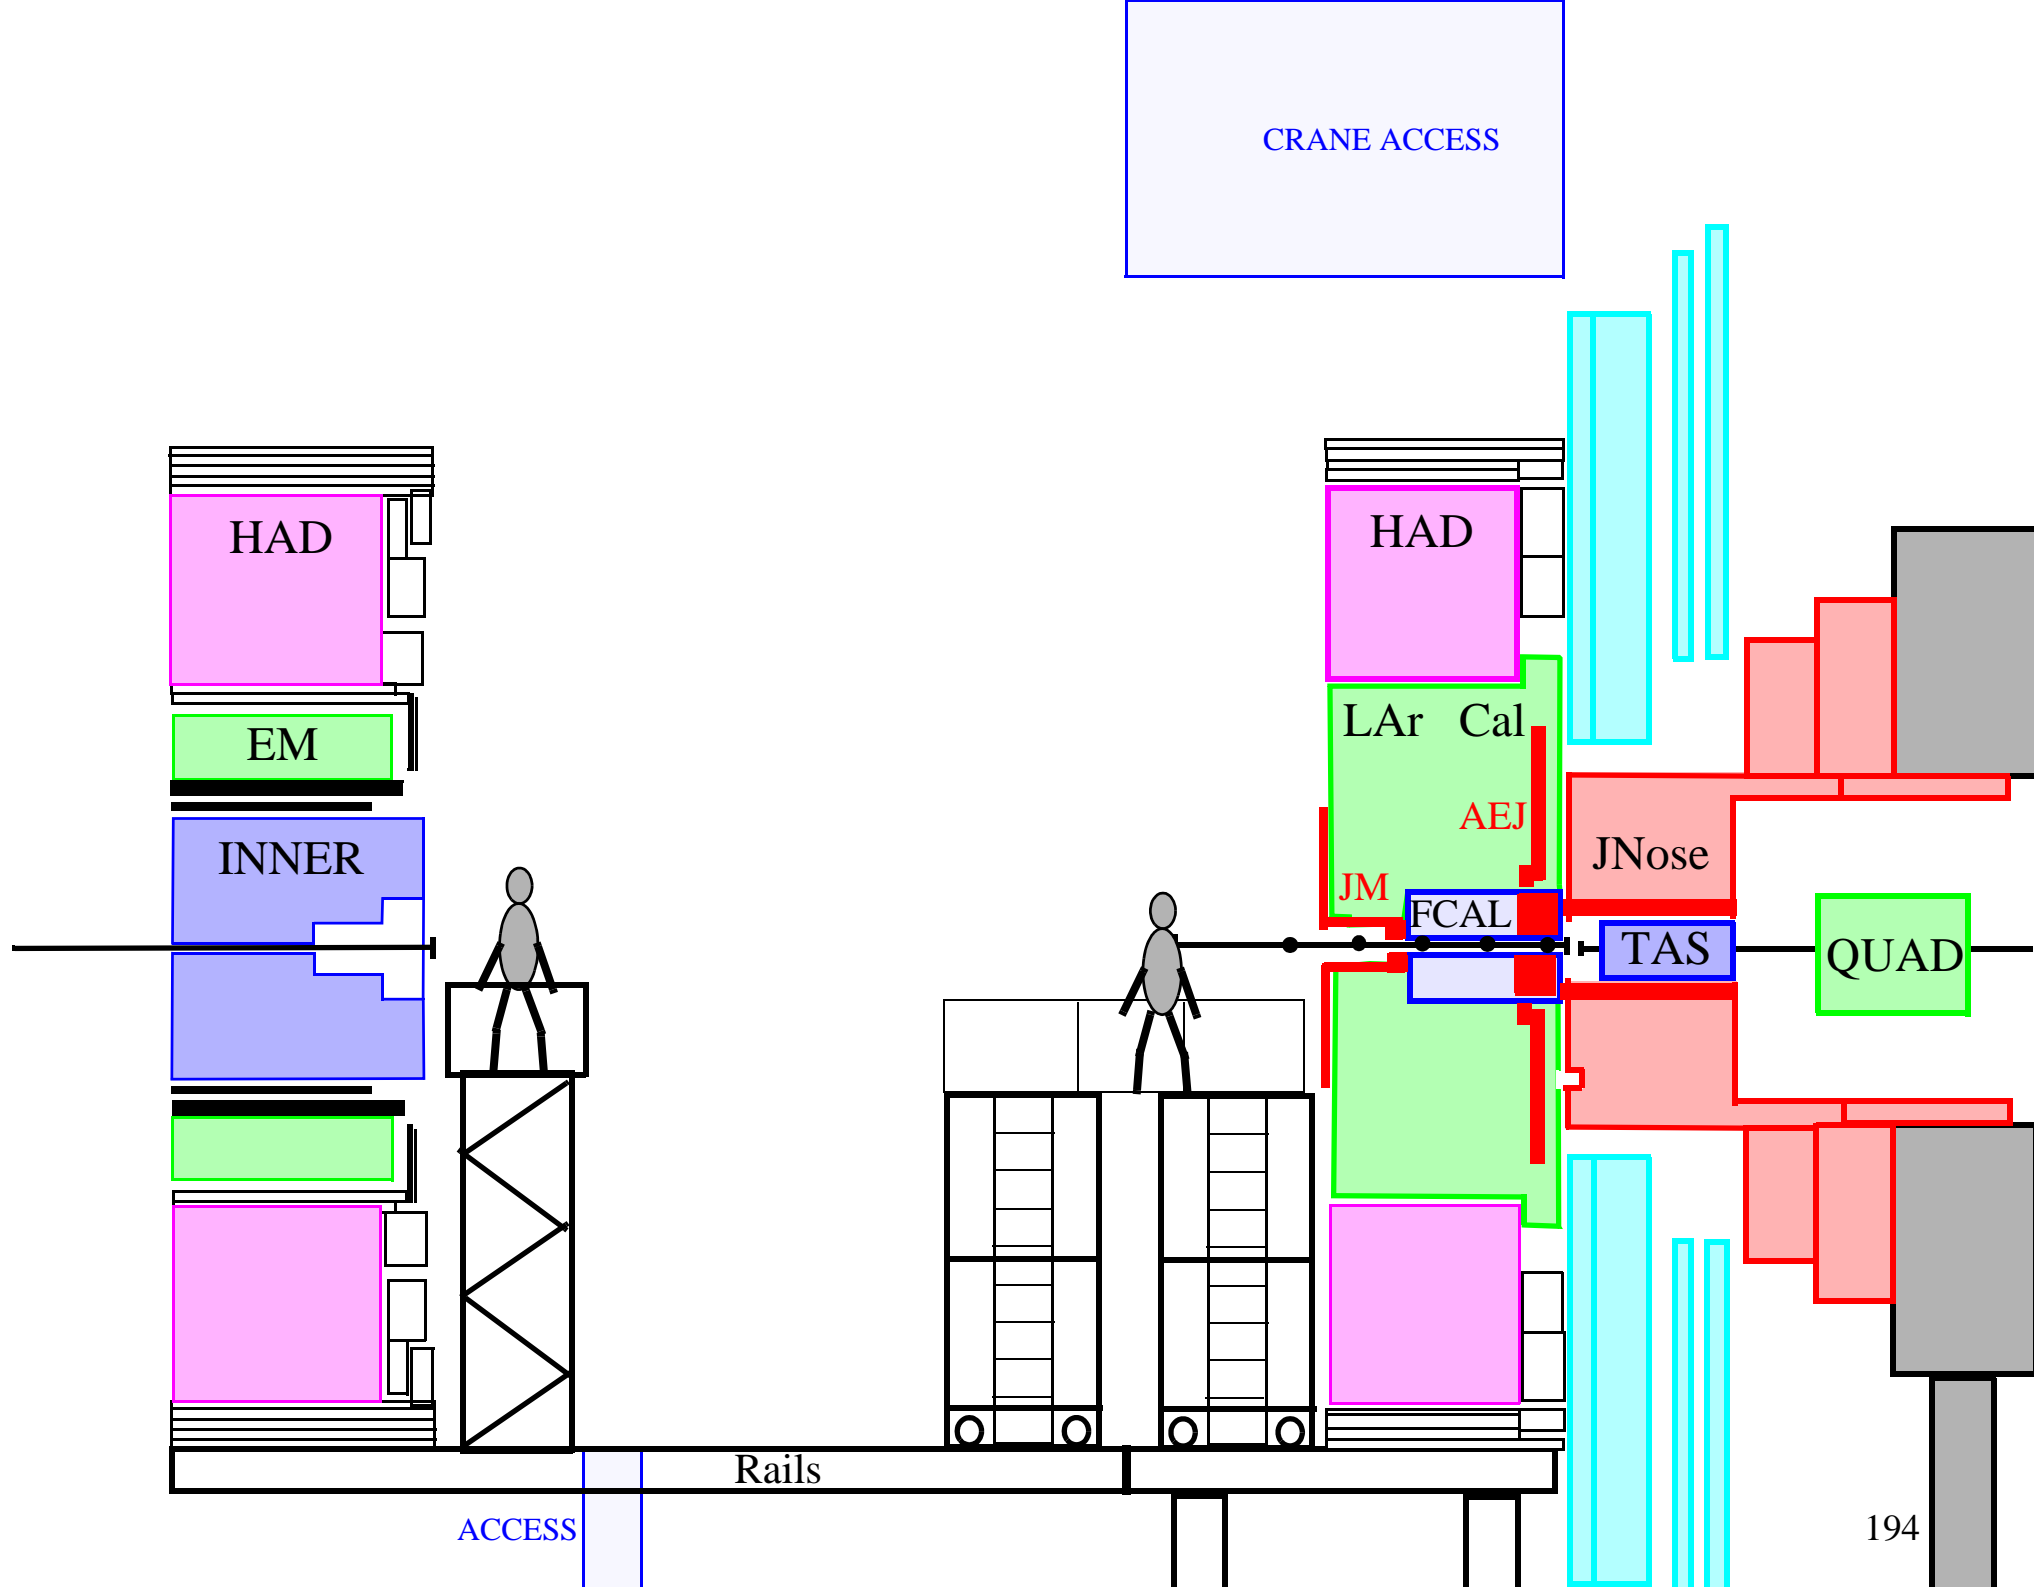 CRANE ACCESS
HAD
HAD
EM
LAr Cal
AEJ
INNER
JNose
JM
FCAL
TAS
QUAD
Rails
ACCESS
194